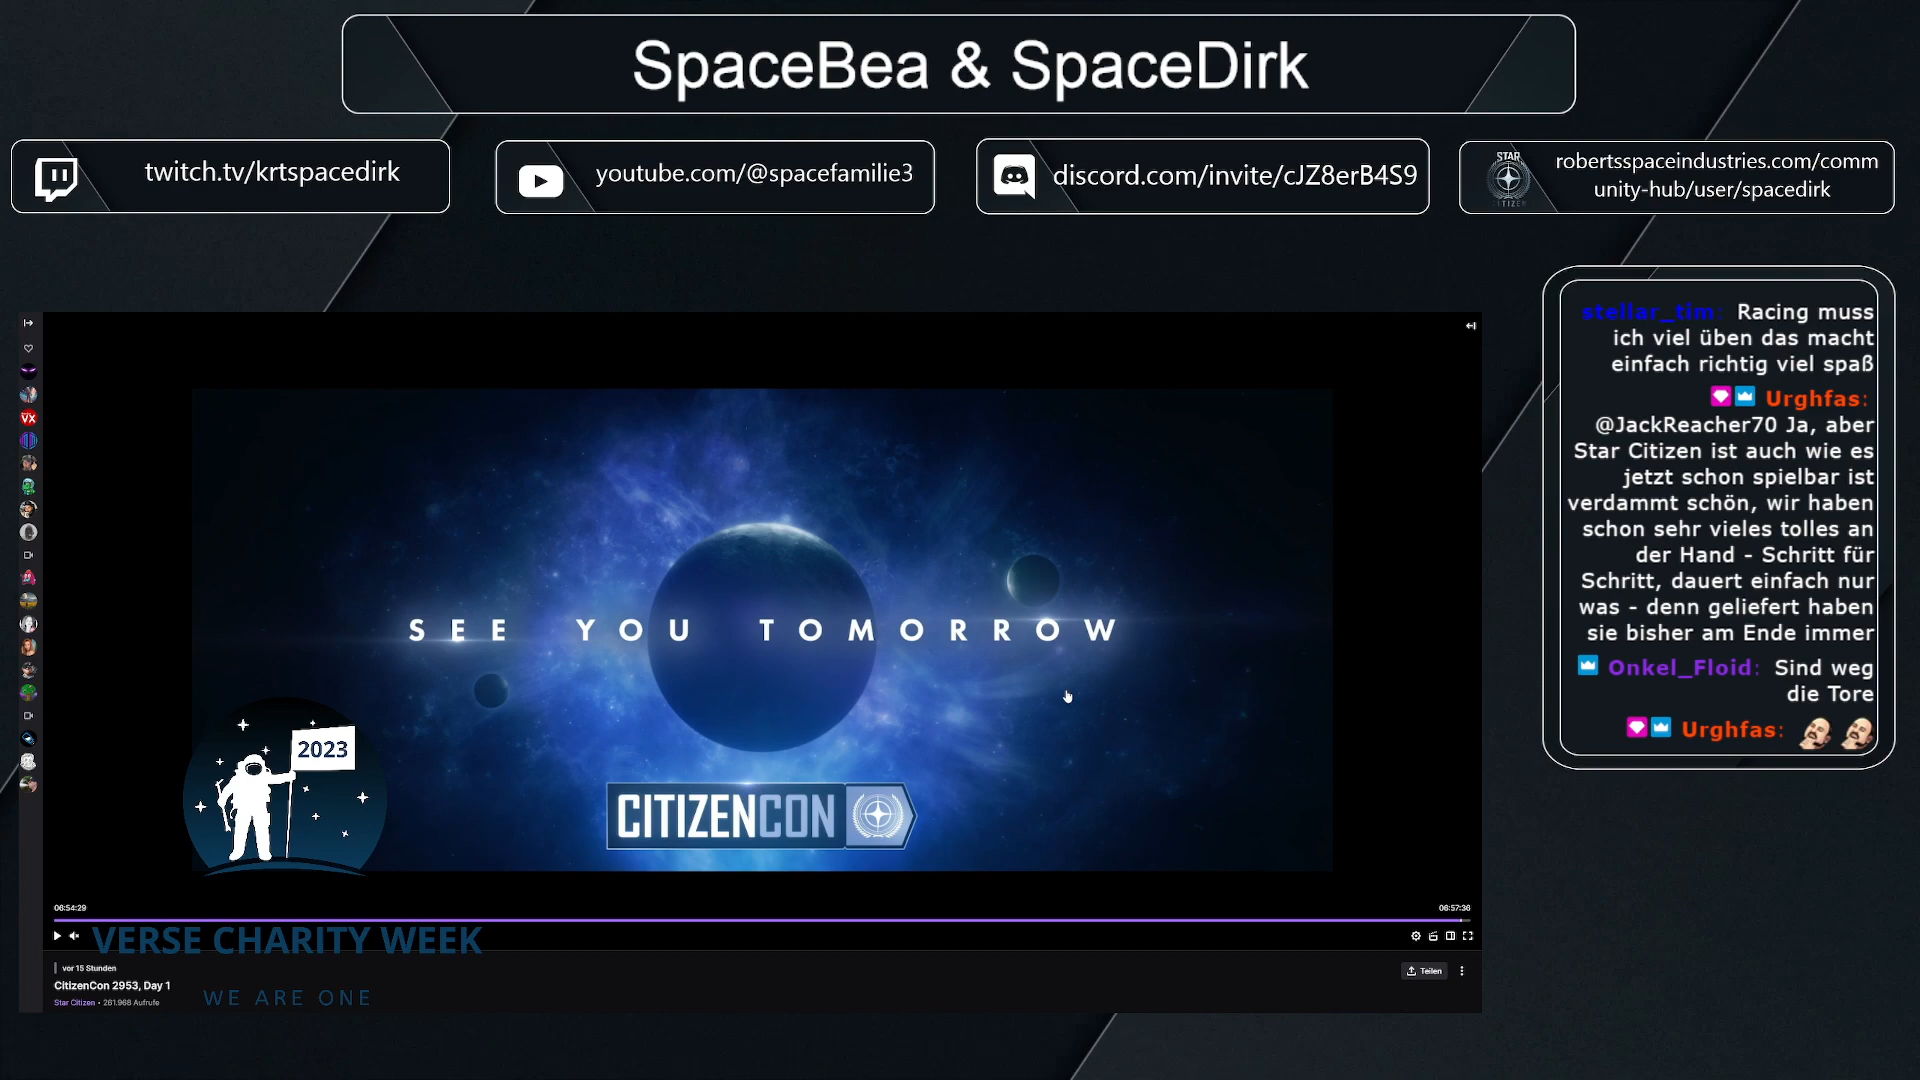 SpaceBea & SpaceDirk
twitch.tv/krtspacedirk
youtube.com/@spacefamilie3
discord.com/invite/cJZ8erB4S9
STAR
CITIZEN
robertsspaceindustries.com/comm
unity-hub/user/spacedirk
stellar_tim: Racing muss
ich viel üben das macht
einfach richtig viel spaß
Urghfas:
@JackReacher70 Ja, aber
Star Citizen ist auch wie es
jetzt schon spielbar ist
verdammt schön, wir haben
schon sehr vieles tolles an
der Hand - Schritt für
Schritt, dauert einfach nur
was - denn geliefert haben
sie bisher am Ende immer
Onkel_Floid: Sind weg
die Tore
Urghfas:
VX
SEE YOU TOMORROW
2023
CITIZENCON
06:54:29
06:57:36
VERSE CHARITY WEEK
vor 15 Stunden
CitizenCon 2953, Day 1
Star Citizen • 261.968 Aufrufe
WE ARE ONE
Teilen